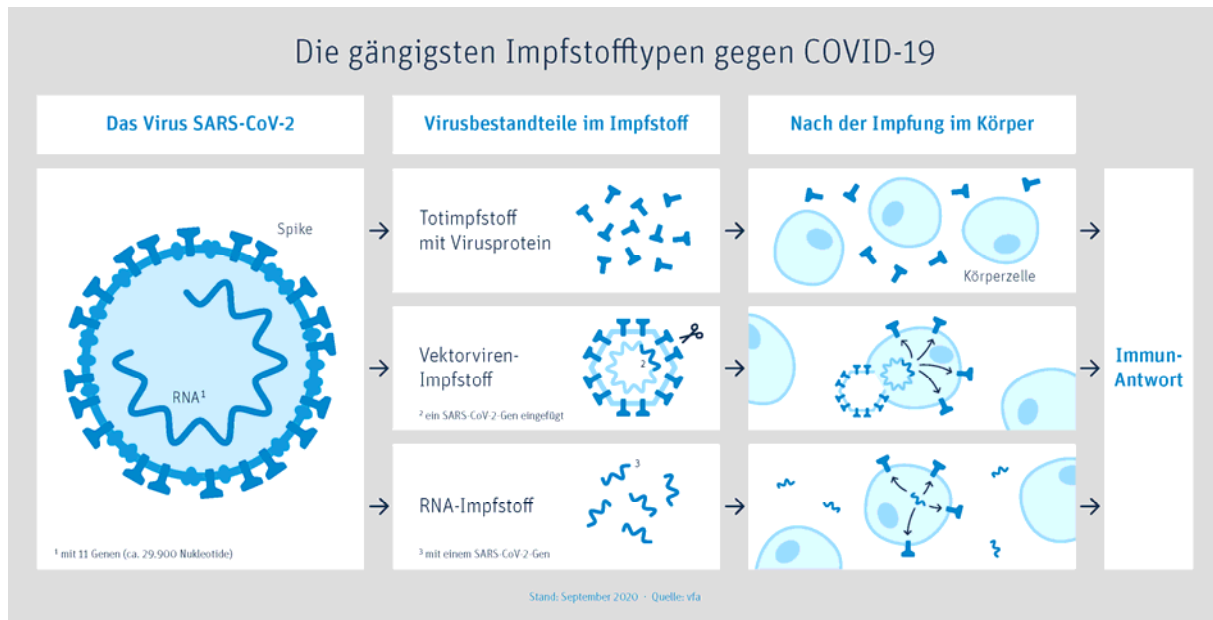 Die gängigsten Impfstofftypen gegen COVID-19
Das Virus SARS-CoV-2
Virusbestandteile im Impfstoff
Nach der Impfung im Körper
Spike
RNA¹
¹ mit 11 Genen (ca. 29.900 Nukleotide)
Totimpfstoff
mit Virusprotein
Körperzelle
Vektorviren-
Impfstoff
² ein SARS-CoV-2-Gen eingefügt
2
RNA-Impfstoff
³ mit einem SARS-CoV-2-Gen
3
Immun-
Antwort
Stand: September 2020 · Quelle: vfa